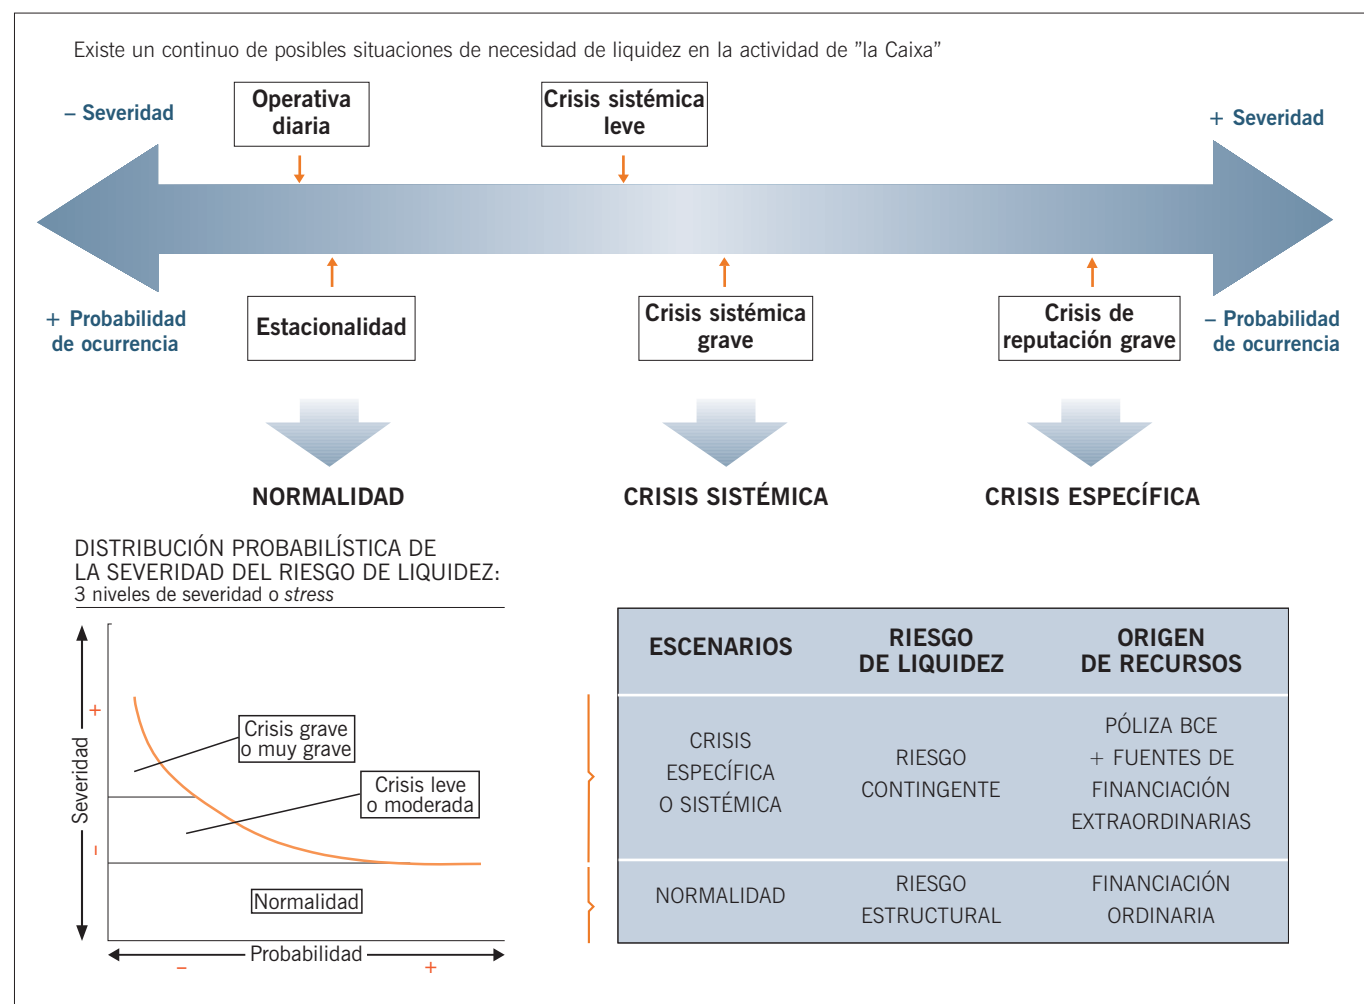 Existe un continuo de posibles situaciones de necesidad de liquidez en la actividad de ”la Caixa”
– Severidad
Operativa
diaria
Crisis sistémica
leve
+ Severidad
+ Probabilidad
de ocurrencia
Estacionalidad
Crisis sistémica
grave
Crisis de
reputación grave
– Probabilidad
de ocurrencia
NORMALIDAD
CRISIS SISTÉMICA
CRISIS ESPECÍFICA
DISTRIBUCIÓN PROBABILÍSTICA DE
LA SEVERIDAD DEL RIESGO DE LIQUIDEZ:
3 niveles de severidad o stress
+
Severidad
-
Crisis grave
o muy grave
Crisis leve
o moderada
Normalidad
Probabilidad
–
+
ESCENARIOS
RIESGO
DE LIQUIDEZ
ORIGEN
DE RECURSOS
CRISIS
ESPECÍFICA
O SISTÉMICA
RIESGO
CONTINGENTE
PÓLIZA BCE
+ FUENTES DE
FINANCIACIÓN
EXTRAORDINARIAS
NORMALIDAD
RIESGO
ESTRUCTURAL
FINANCIACIÓN
ORDINARIA